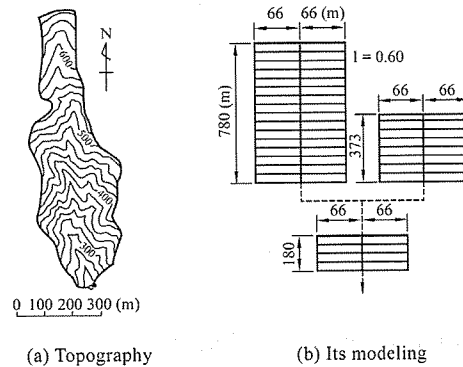 N
600
500
400
300
0 100 200 300 (m)
(a) Topography
66 66 (m)
1 = 0.60
780 (m)
66 66
373
66 66
180
(b) Its modeling